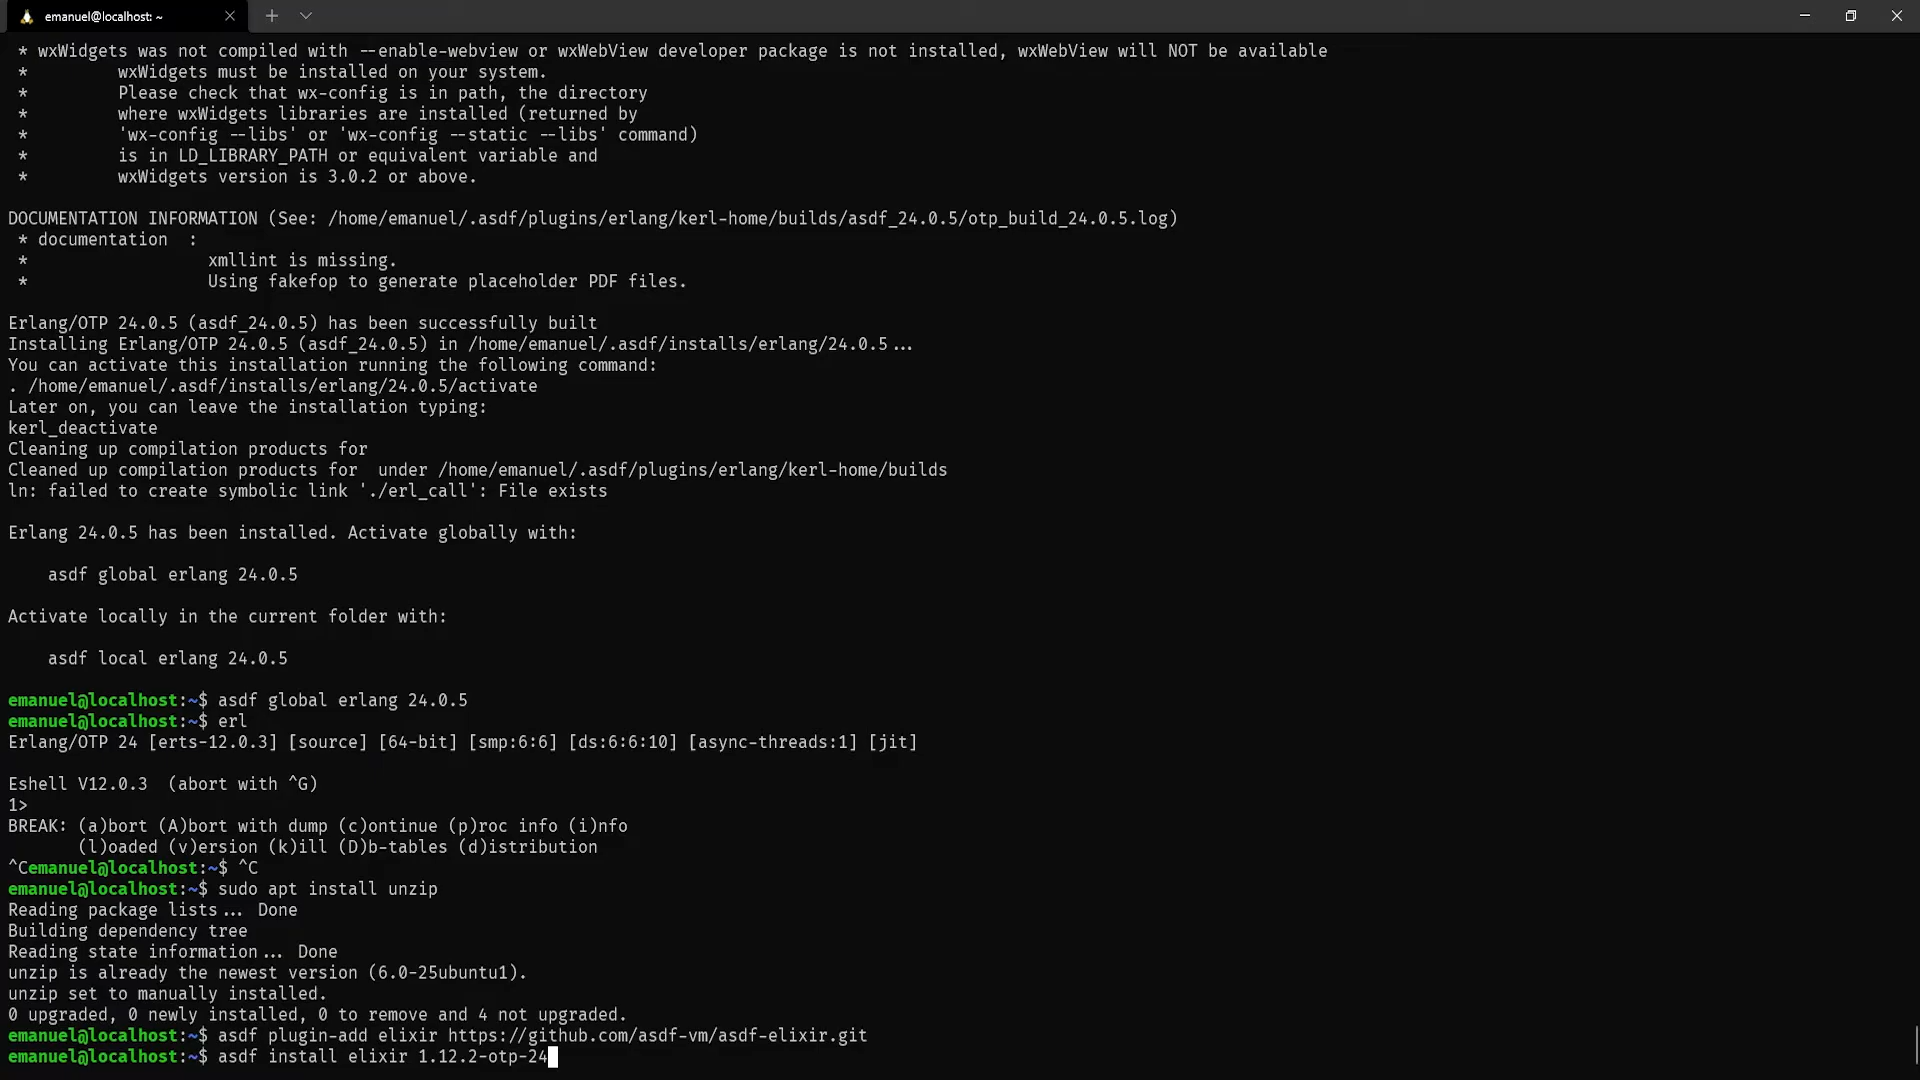 emanuel@localhost: ~
* wxWidgets was not compiled with --enable-webview or wxWebView developer package is not installed, wxWebView will NOT be available
*         wxWidgets must be installed on your system.
*         Please check that wx-config is in path, the directory
*         where wxWidgets libraries are installed (returned by
*         'wx-config --libs' or 'wx-config --static --libs' command)
*         is in LD_LIBRARY_PATH or equivalent variable and
*         wxWidgets version is 3.0.2 or above.
DOCUMENTATION INFORMATION (See: /home/emanuel/.asdf/plugins/erlang/kerl-home/builds/asdf_24.0.5/otp_build_24.0.5.log)
* documentation  :
*                  xmllint is missing.
*                  Using fakefop to generate placeholder PDF files.
Erlang/OTP 24.0.5 (asdf_24.0.5) has been successfully built
Installing Erlang/OTP 24.0.5 (asdf_24.0.5) in /home/emanuel/.asdf/installs/erlang/24.0.5...
You can activate this installation running the following command:
. /home/emanuel/.asdf/installs/erlang/24.0.5/activate
Later on, you can leave the installation typing:
kerl_deactivate
Cleaning up compilation products for
Cleaned up compilation products for  under /home/emanuel/.asdf/plugins/erlang/kerl-home/builds
ln: failed to create symbolic link './erl_call': File exists
Erlang 24.0.5 has been installed. Activate globally with:
asdf global erlang 24.0.5
Activate locally in the current folder with:
asdf local erlang 24.0.5
emanuel@localhost:~$ asdf global erlang 24.0.5
emanuel@localhost:~$ erl
Erlang/OTP 24 [erts-12.0.3] [source] [64-bit] [smp:6:6] [ds:6:6:10] [async-threads:1] [jit]
Eshell V12.0.3  (abort with ^G)
1>
BREAK: (a)bort (A)bort with dump (c)ontinue (p)roc info (i)nfo
(l)oaded (v)ersion (k)ill (D)b-tables (d)istribution
^Cemanuel@localhost:~$ ^C
emanuel@localhost:~$ sudo apt install unzip
Reading package lists... Done
Building dependency tree
Reading state information... Done
unzip is already the newest version (6.0-25ubuntu1).
unzip set to manually installed.
0 upgraded, 0 newly installed, 0 to remove and 4 not upgraded.
emanuel@localhost:~$ asdf plugin-add elixir https://github.com/asdf-vm/asdf-elixir.git
emanuel@localhost:~$ asdf install elixir 1.12.2-otp-24